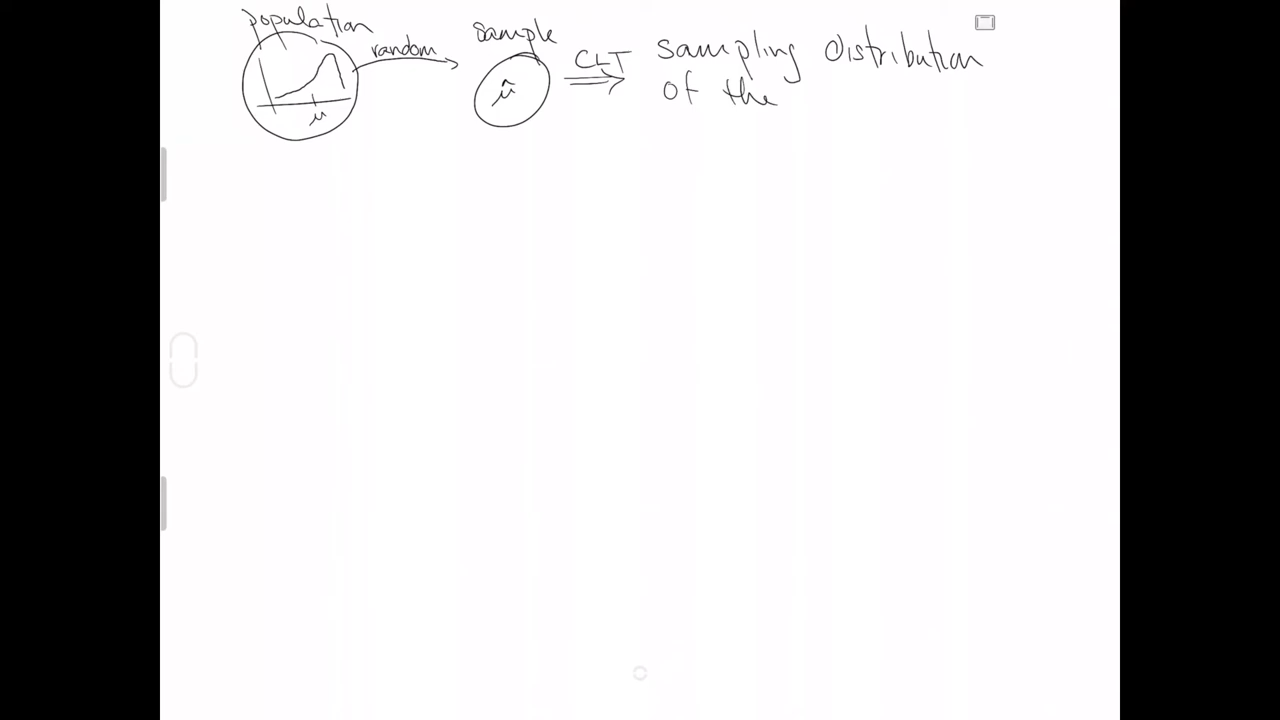 population
random
sample
CLT
sampling distribution
of the
μ
μ̂